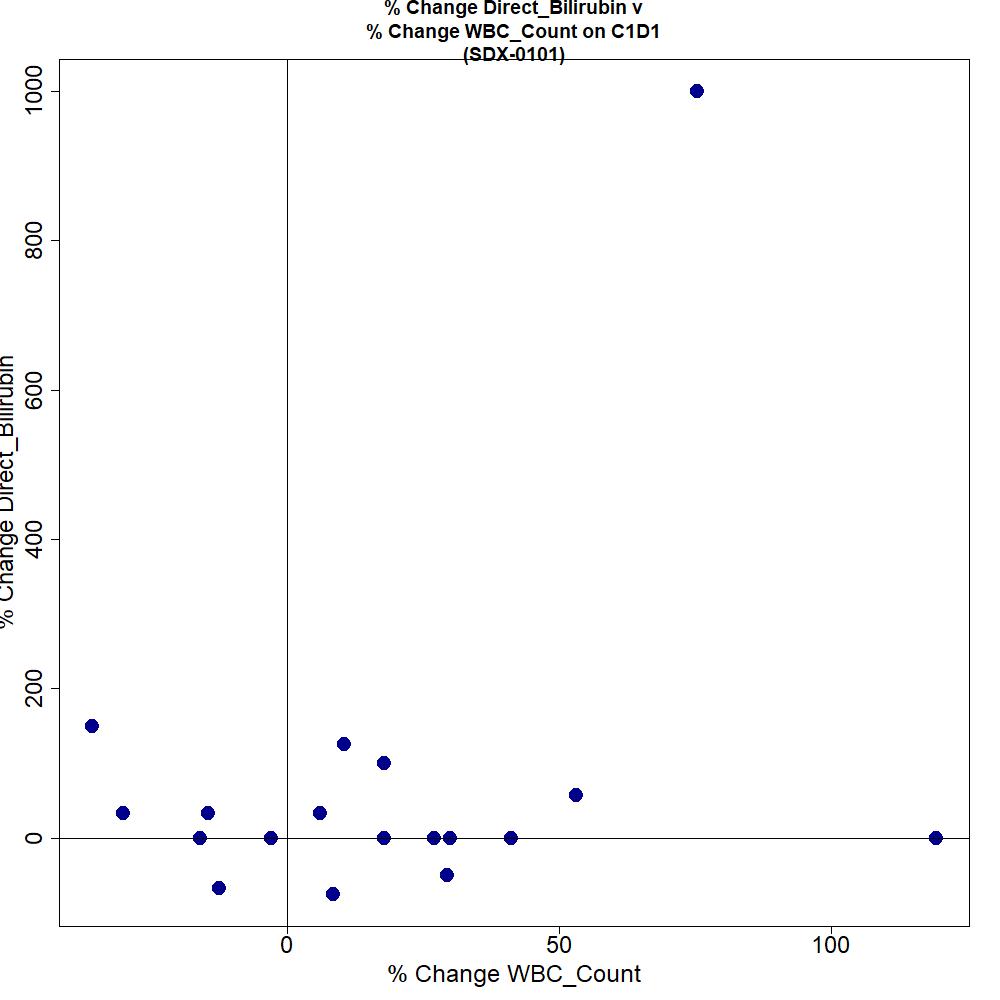 % Change Direct_Bilirubin v
% Change WBC_Count on C1D1
(SDX-0101)
1000
800
600
400
200
0
% Change Direct_Bilirubin
0 50 100
% Change WBC_Count